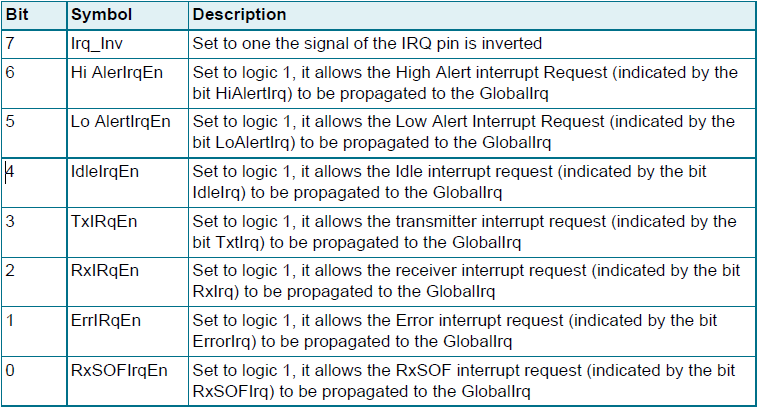 Bit Symbol Description
7 Irq_Inv Set to one the signal of the IRQ pin is inverted
6 Hi AlerIrqEn Set to logic 1, it allows the High Alert interrupt Request (indicated by the
bit HiAlertIrq) to be propagated to the GlobalIrq
5 Lo AlertIrqEn Set to logic 1, it allows the Low Alert Interrupt Request (indicated by the
bit LoAlertIrq) to be propagated to the GlobalIrq
4 IdleIrqEn Set to logic 1, it allows the Idle interrupt request (indicated by the bit
IdleIrq) to be propagated to the GlobalIrq
3 TxIRqEn Set to logic 1, it allows the transmitter interrupt request (indicated by the
bit TxtIrq) to be propagated to the GlobalIrq
2 RxIRqEn Set to logic 1, it allows the receiver interrupt request (indicated by the bit
RxIrq) to be propagated to the GlobalIrq
1 ErrIRqEn Set to logic 1, it allows the Error interrupt request (indicated by the bit
ErrorIrq) to be propagated to the GlobalIrq
0 RxSOFIrqEn Set to logic 1, it allows the RxSOF interrupt request (indicated by the bit
RxSOFIrq) to be propagated to the GlobalIrq